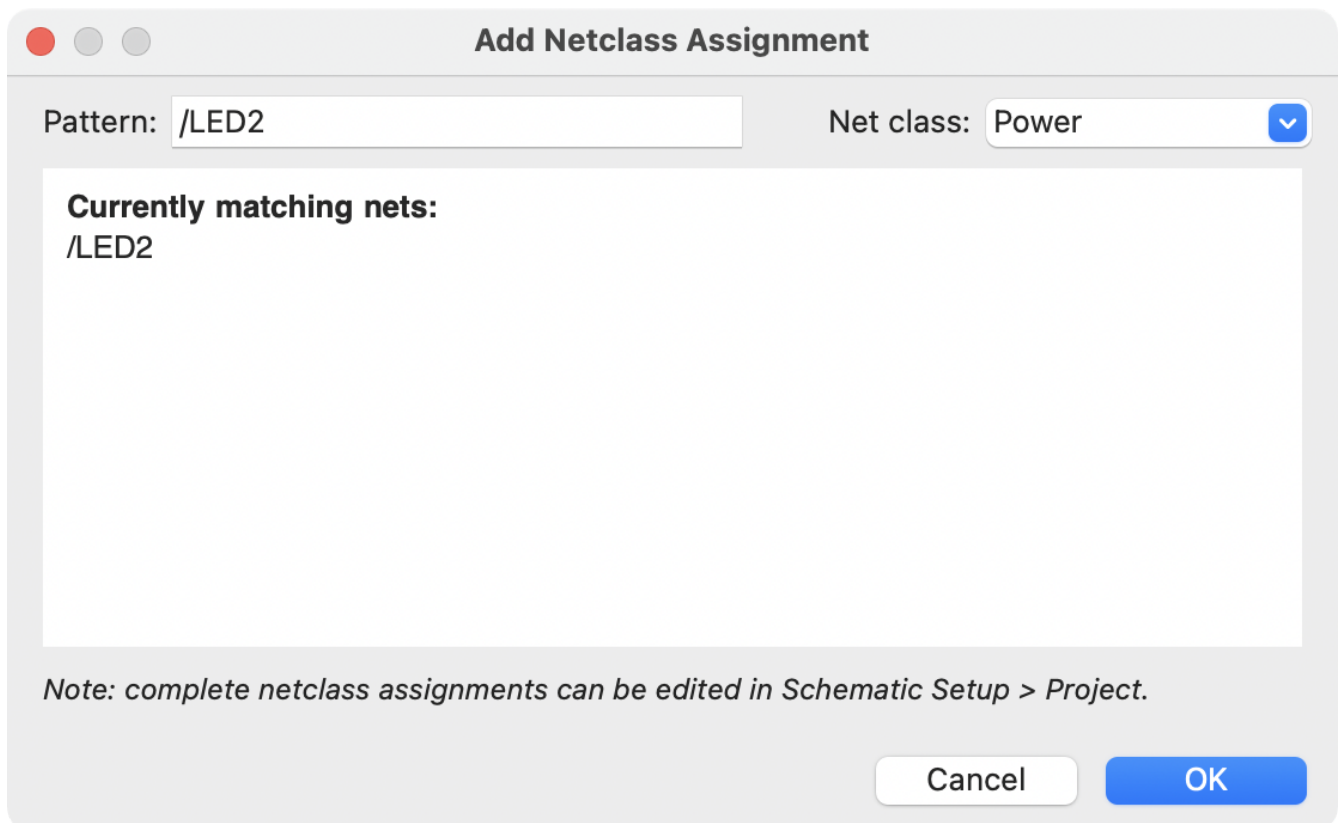 Add Netclass Assignment
Pattern: /LED2 Net class: Power
Currently matching nets:
/LED2
Note: complete netclass assignments can be edited in Schematic Setup > Project.
Cancel OK